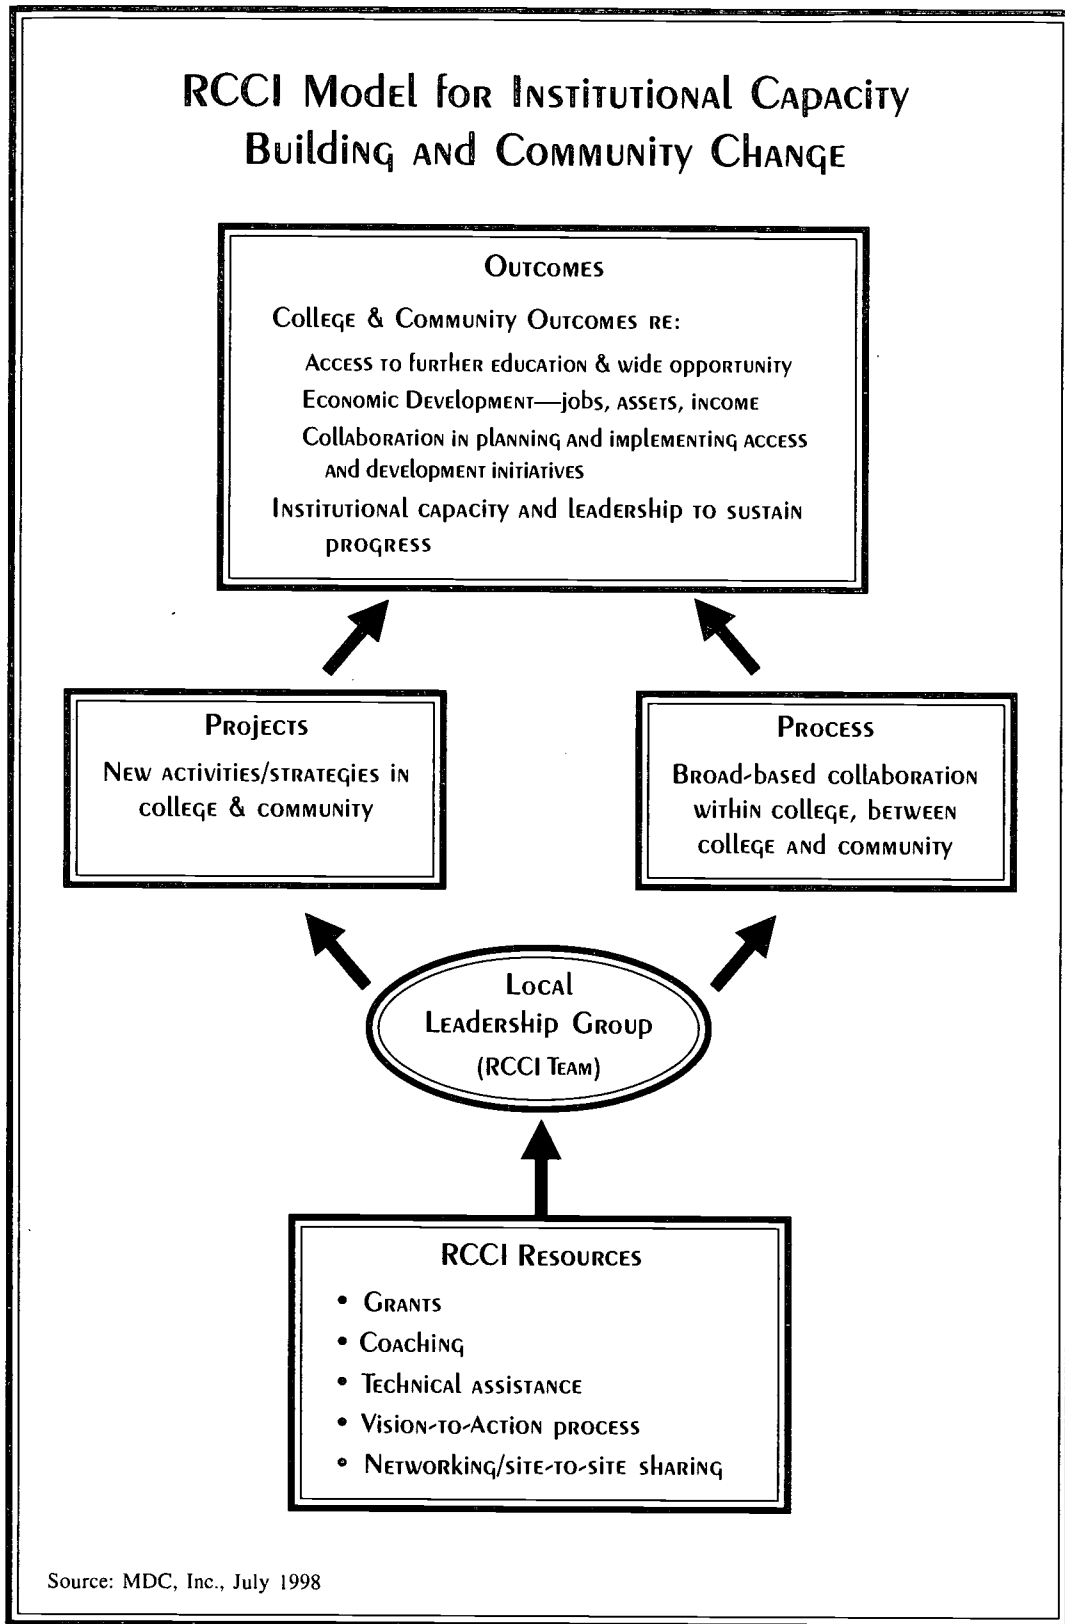 RCCI Model for Institutional Capacity
Building and Community Change
Outcomes
College & Community Outcomes re:
Access to further education & wide opportunity
Economic Development—jobs, assets, income
Collaboration in planning and implementing access
and development initiatives
Institutional capacity and leadership to sustain
progress
Projects
New activities/strategies in
college & community
Process
Broad-based collaboration
within college, between
college and community
Local
Leadership Group
(RCCI Team)
RCCI Resources
• Grants
• Coaching
• Technical assistance
• Vision-to-Action process
• Networking/site-to-site sharing
Source: MDC, Inc., July 1998